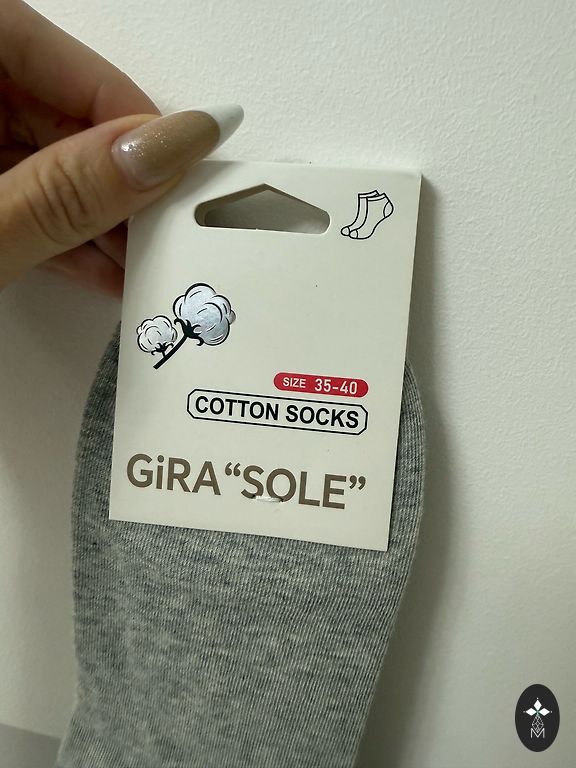 SIZE 35-40
COTTON SOCKS
GiRA “SOLE”
M